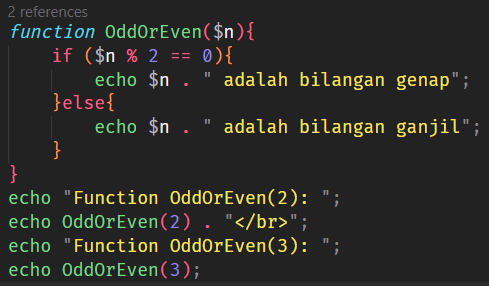 2 references
function OddOrEven($n){
    if ($n % 2 == 0){
        echo $n . " adalah bilangan genap";
    }else{
        echo $n . " adalah bilangan ganjil";
    }
}
echo "Function OddOrEven(2): ";
echo OddOrEven(2) . "</br>";
echo "Function OddOrEven(3): ";
echo OddOrEven(3);